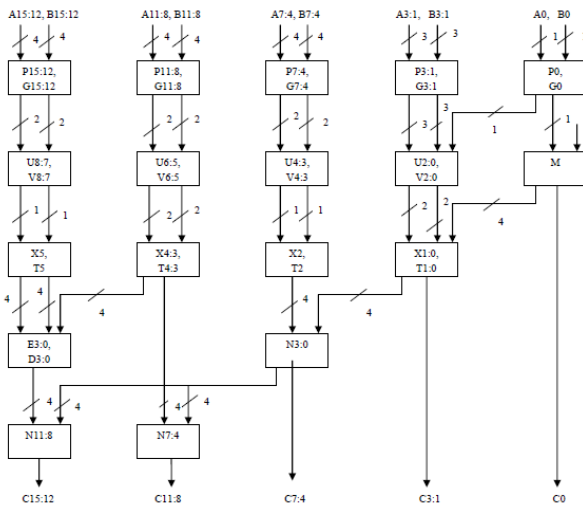 A15:12, B15:12 A11:8, B11:8 A7:4, B7:4 A3:1, B3:1 A0, B0
4 4 4 4 4 4 3 3 1 1
P15:12, P11:8, P7:4, P3:1, P0,
G15:12 G11:8 G7:4 G3:1 G0
2 2 2 2 2 2 3 3 1 1
U8:7, U6:5, U4:3, U2:0, M
V8:7 V6:5 V4:3 V2:0
1 1 2 2 1 1 2 2 4
X5, X4:3, X2, X1:0,
T5 T4:3 T2 T1:0
4 4 4 4 4
E3:0, N3:0
D3:0
4 4 4 4
N11:8 N7:4
C15:12 C11:8 C7:4 C3:1 C0